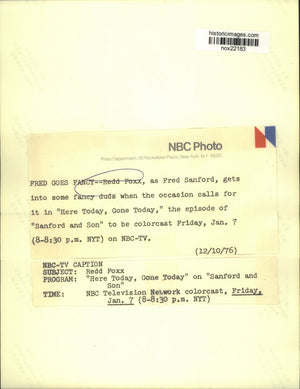 historicimages.com
nox22183
NBC Photo
Press Department / 30 Rockefeller Plaza / New York, N.Y. 10020
FRED GOES FANCY--Redd Foxx, as Fred Sanford, gets
into some fancy duds when the occasion calls for
it in "Here Today, Gone Today," the episode of
"Sanford and Son" to be colorcast Friday, Jan. 7
(8-8:30 p.m. NYT) on NBC-TV.
(12/10/76)
NBC-TV CAPTION
SUBJECT: Redd Foxx
PROGRAM: "Here Today, Gone Today" on "Sanford and
Son"
TIME: NBC Television Network colorcast, Friday,
Jan. 7 (8-8:30 p.m. NYT)